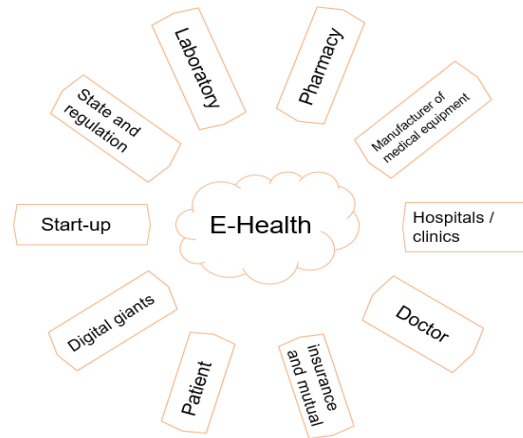 Laboratory
Pharmacy
State and
regulation
Manufacturer of
medical equipment
Start-up
E-Health
Hospitals /
clinics
Digital giants
Doctor
Patient
insurance
and mutual